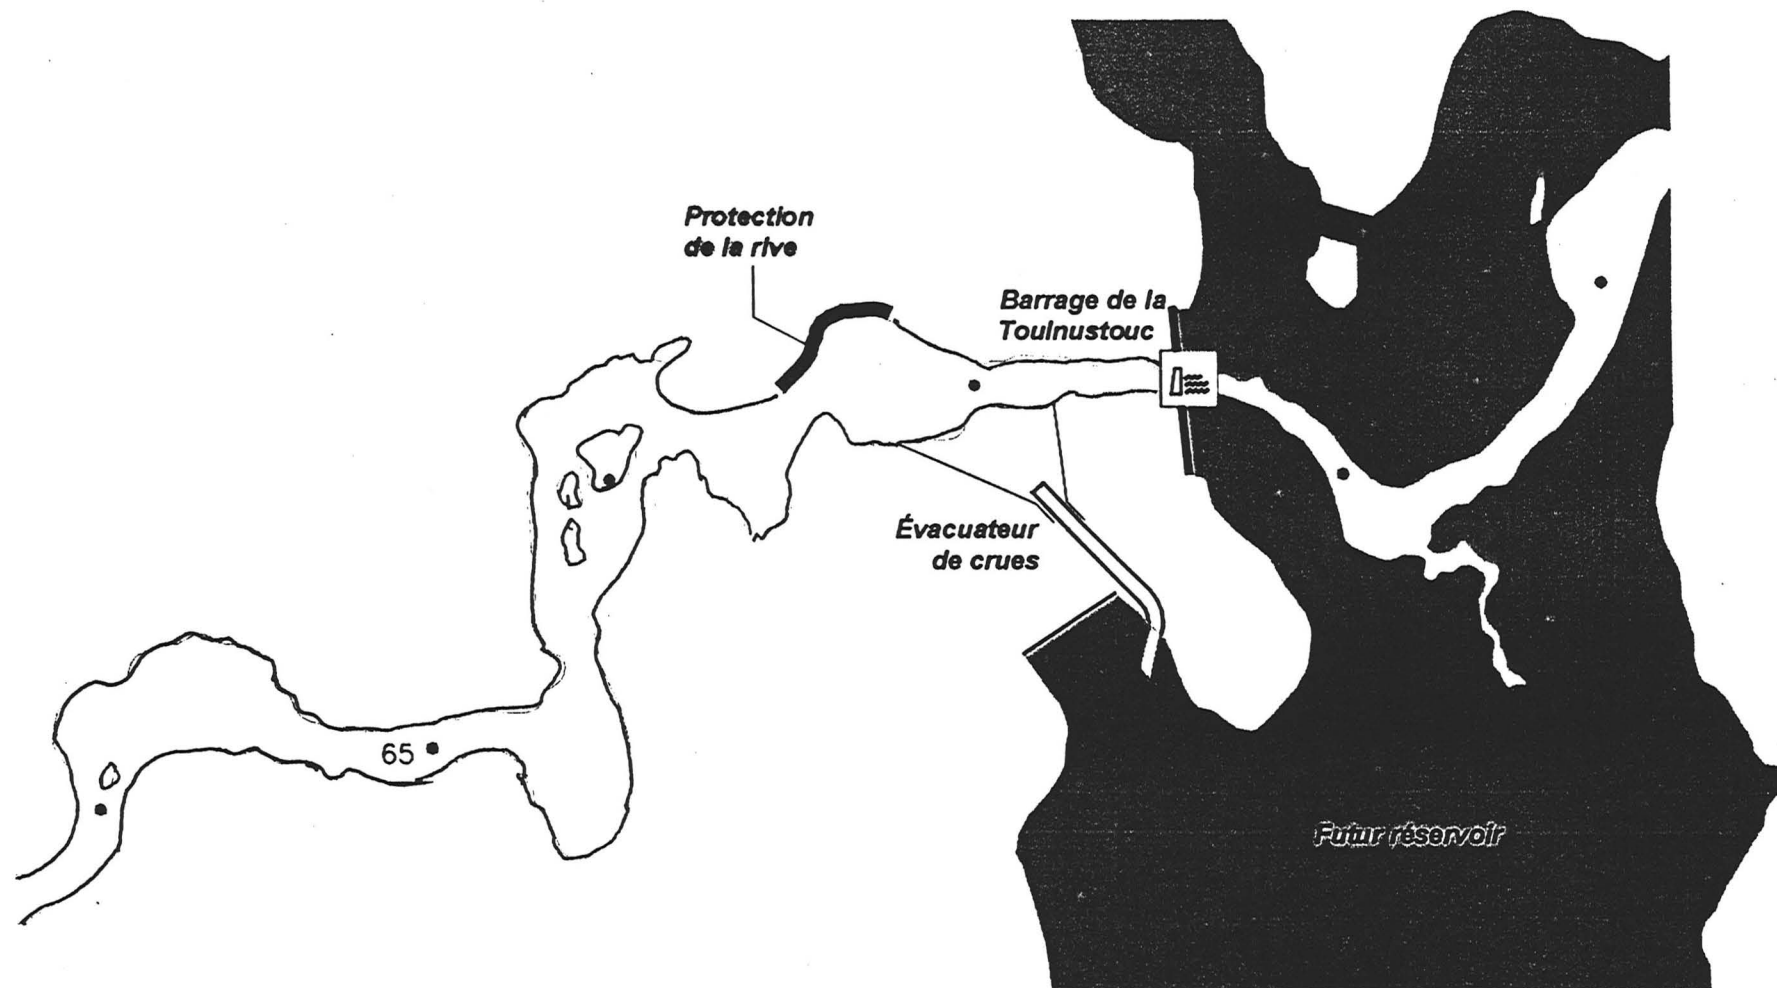 Protection
de la rive
Barrage de la
Toulnustouc
Évacuateur
de crues
65
Futur réservoir